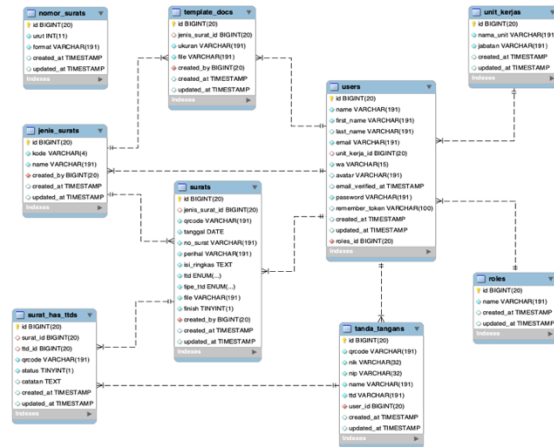 nomor_surats
id BIGINT(20)
urut INT(11)
format VARCHAR(191)
created_at TIMESTAMP
updated_at TIMESTAMP
Indexes
template_docs
id BIGINT(20)
jenis_surat_id BIGINT(20)
ukuran VARCHAR(191)
file VARCHAR(191)
created_by BIGINT(20)
created_at TIMESTAMP
updated_at TIMESTAMP
Indexes
unit_kerjas
id BIGINT(20)
nama_unit VARCHAR(191)
jabatan VARCHAR(191)
created_at TIMESTAMP
updated_at TIMESTAMP
Indexes
users
id BIGINT(20)
name VARCHAR(191)
first_name VARCHAR(191)
last_name VARCHAR(191)
email VARCHAR(191)
unit_kerja_id BIGINT(20)
wa VARCHAR(15)
avatar VARCHAR(191)
email_verified_at TIMESTAMP
password VARCHAR(191)
remember_token VARCHAR(100)
created_at TIMESTAMP
updated_at TIMESTAMP
roles_id BIGINT(20)
Indexes
jenis_surats
id BIGINT(20)
kode VARCHAR(4)
name VARCHAR(191)
created_by BIGINT(20)
created_at TIMESTAMP
updated_at TIMESTAMP
Indexes
surats
id BIGINT(20)
jenis_surat_id BIGINT(20)
qrcode VARCHAR(191)
tanggal DATE
no_surat VARCHAR(191)
perihal VARCHAR(191)
isi_ringkas TEXT
ttd ENUM(...)
tipe_ttd ENUM(...)
file VARCHAR(191)
finish TINYINT(1)
created_by BIGINT(20)
created_at TIMESTAMP
updated_at TIMESTAMP
Indexes
roles
id BIGINT(20)
name VARCHAR(191)
created_at TIMESTAMP
updated_at TIMESTAMP
Indexes
surat_has_ttds
id BIGINT(20)
surat_id BIGINT(20)
ttd_id BIGINT(20)
qrcode VARCHAR(191)
status TINYINT(1)
catatan TEXT
created_at TIMESTAMP
updated_at TIMESTAMP
Indexes
tanda_tangans
id BIGINT(20)
qrcode VARCHAR(191)
nik VARCHAR(32)
nip VARCHAR(32)
name VARCHAR(191)
ttd VARCHAR(191)
user_id BIGINT(20)
created_at TIMESTAMP
updated_at TIMESTAMP
Indexes